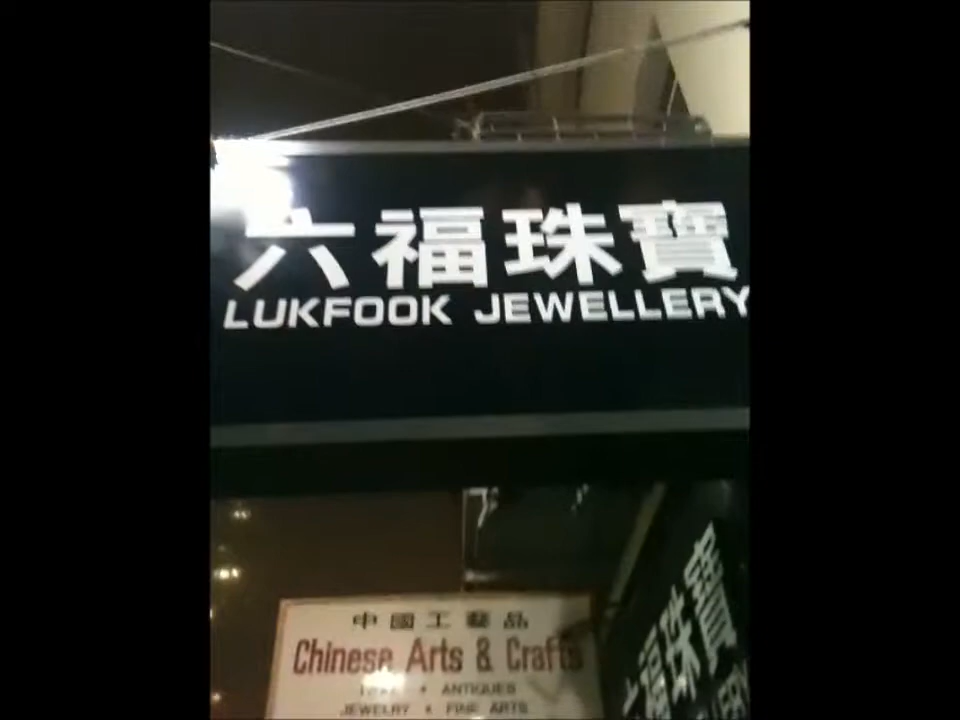 六福珠寶
LUKFOOK JEWELLERY
中國工藝品
Chinese Arts & Crafts
ANTIQUES
JEWELRY • FINE ARTS
福珠寶